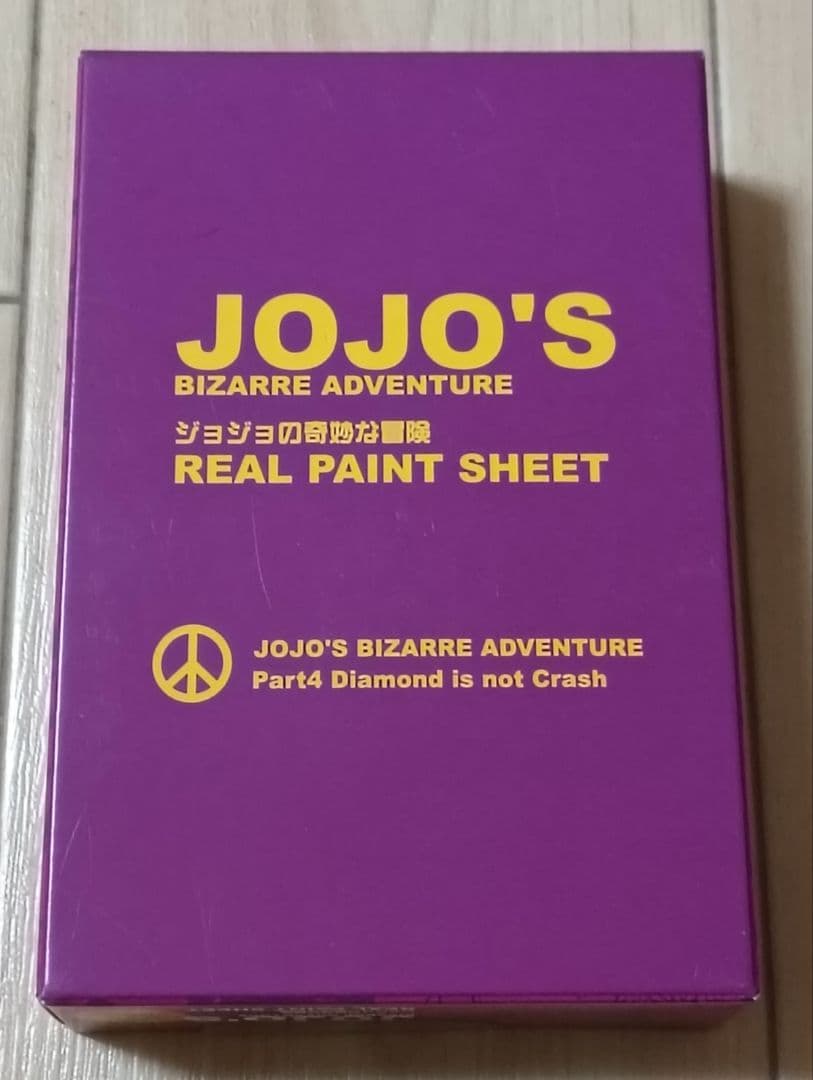 JOJO'S
BIZARRE ADVENTURE
ジョジョの奇妙な冒険
REAL PAINT SHEET
JOJO'S BIZARRE ADVENTURE
Part4 Diamond is not Crash